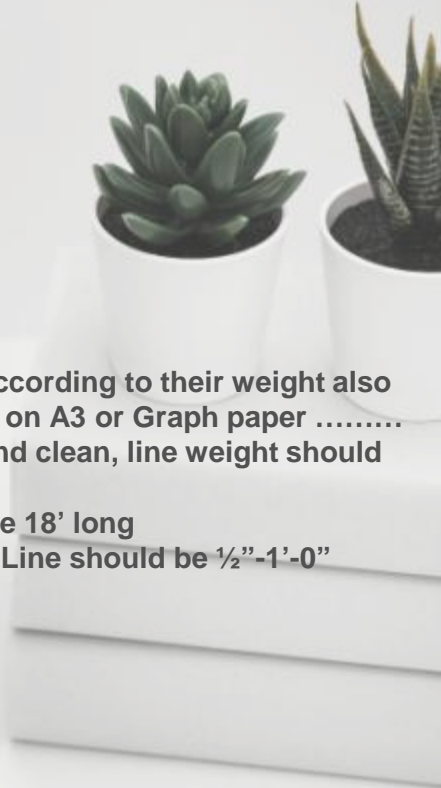 ccording to their weight also
on A3 or Graph paper ………
nd clean, line weight should
e 18’ long
Line should be ½”-1’-0”